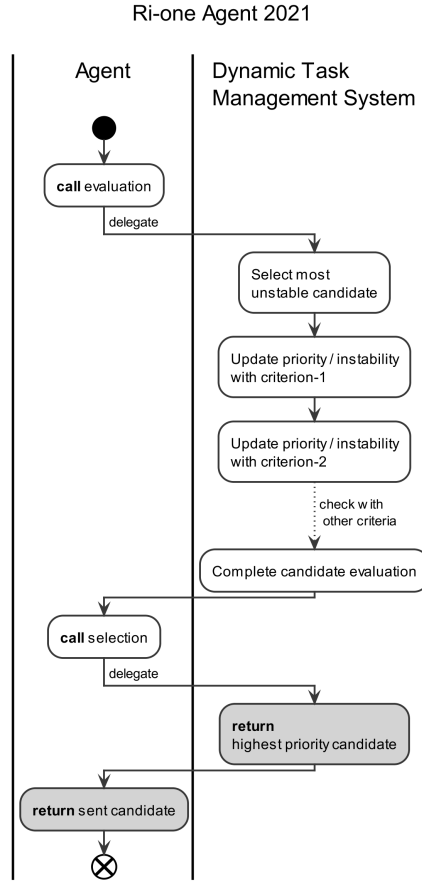 Ri-one Agent 2021
Agent
Dynamic Task
Management System
call evaluation
delegate
Select most
unstable candidate
Update priority / instability
with criterion-1
Update priority / instability
with criterion-2
check with
other criteria
Complete candidate evaluation
call selection
delegate
return
highest priority candidate
return sent candidate